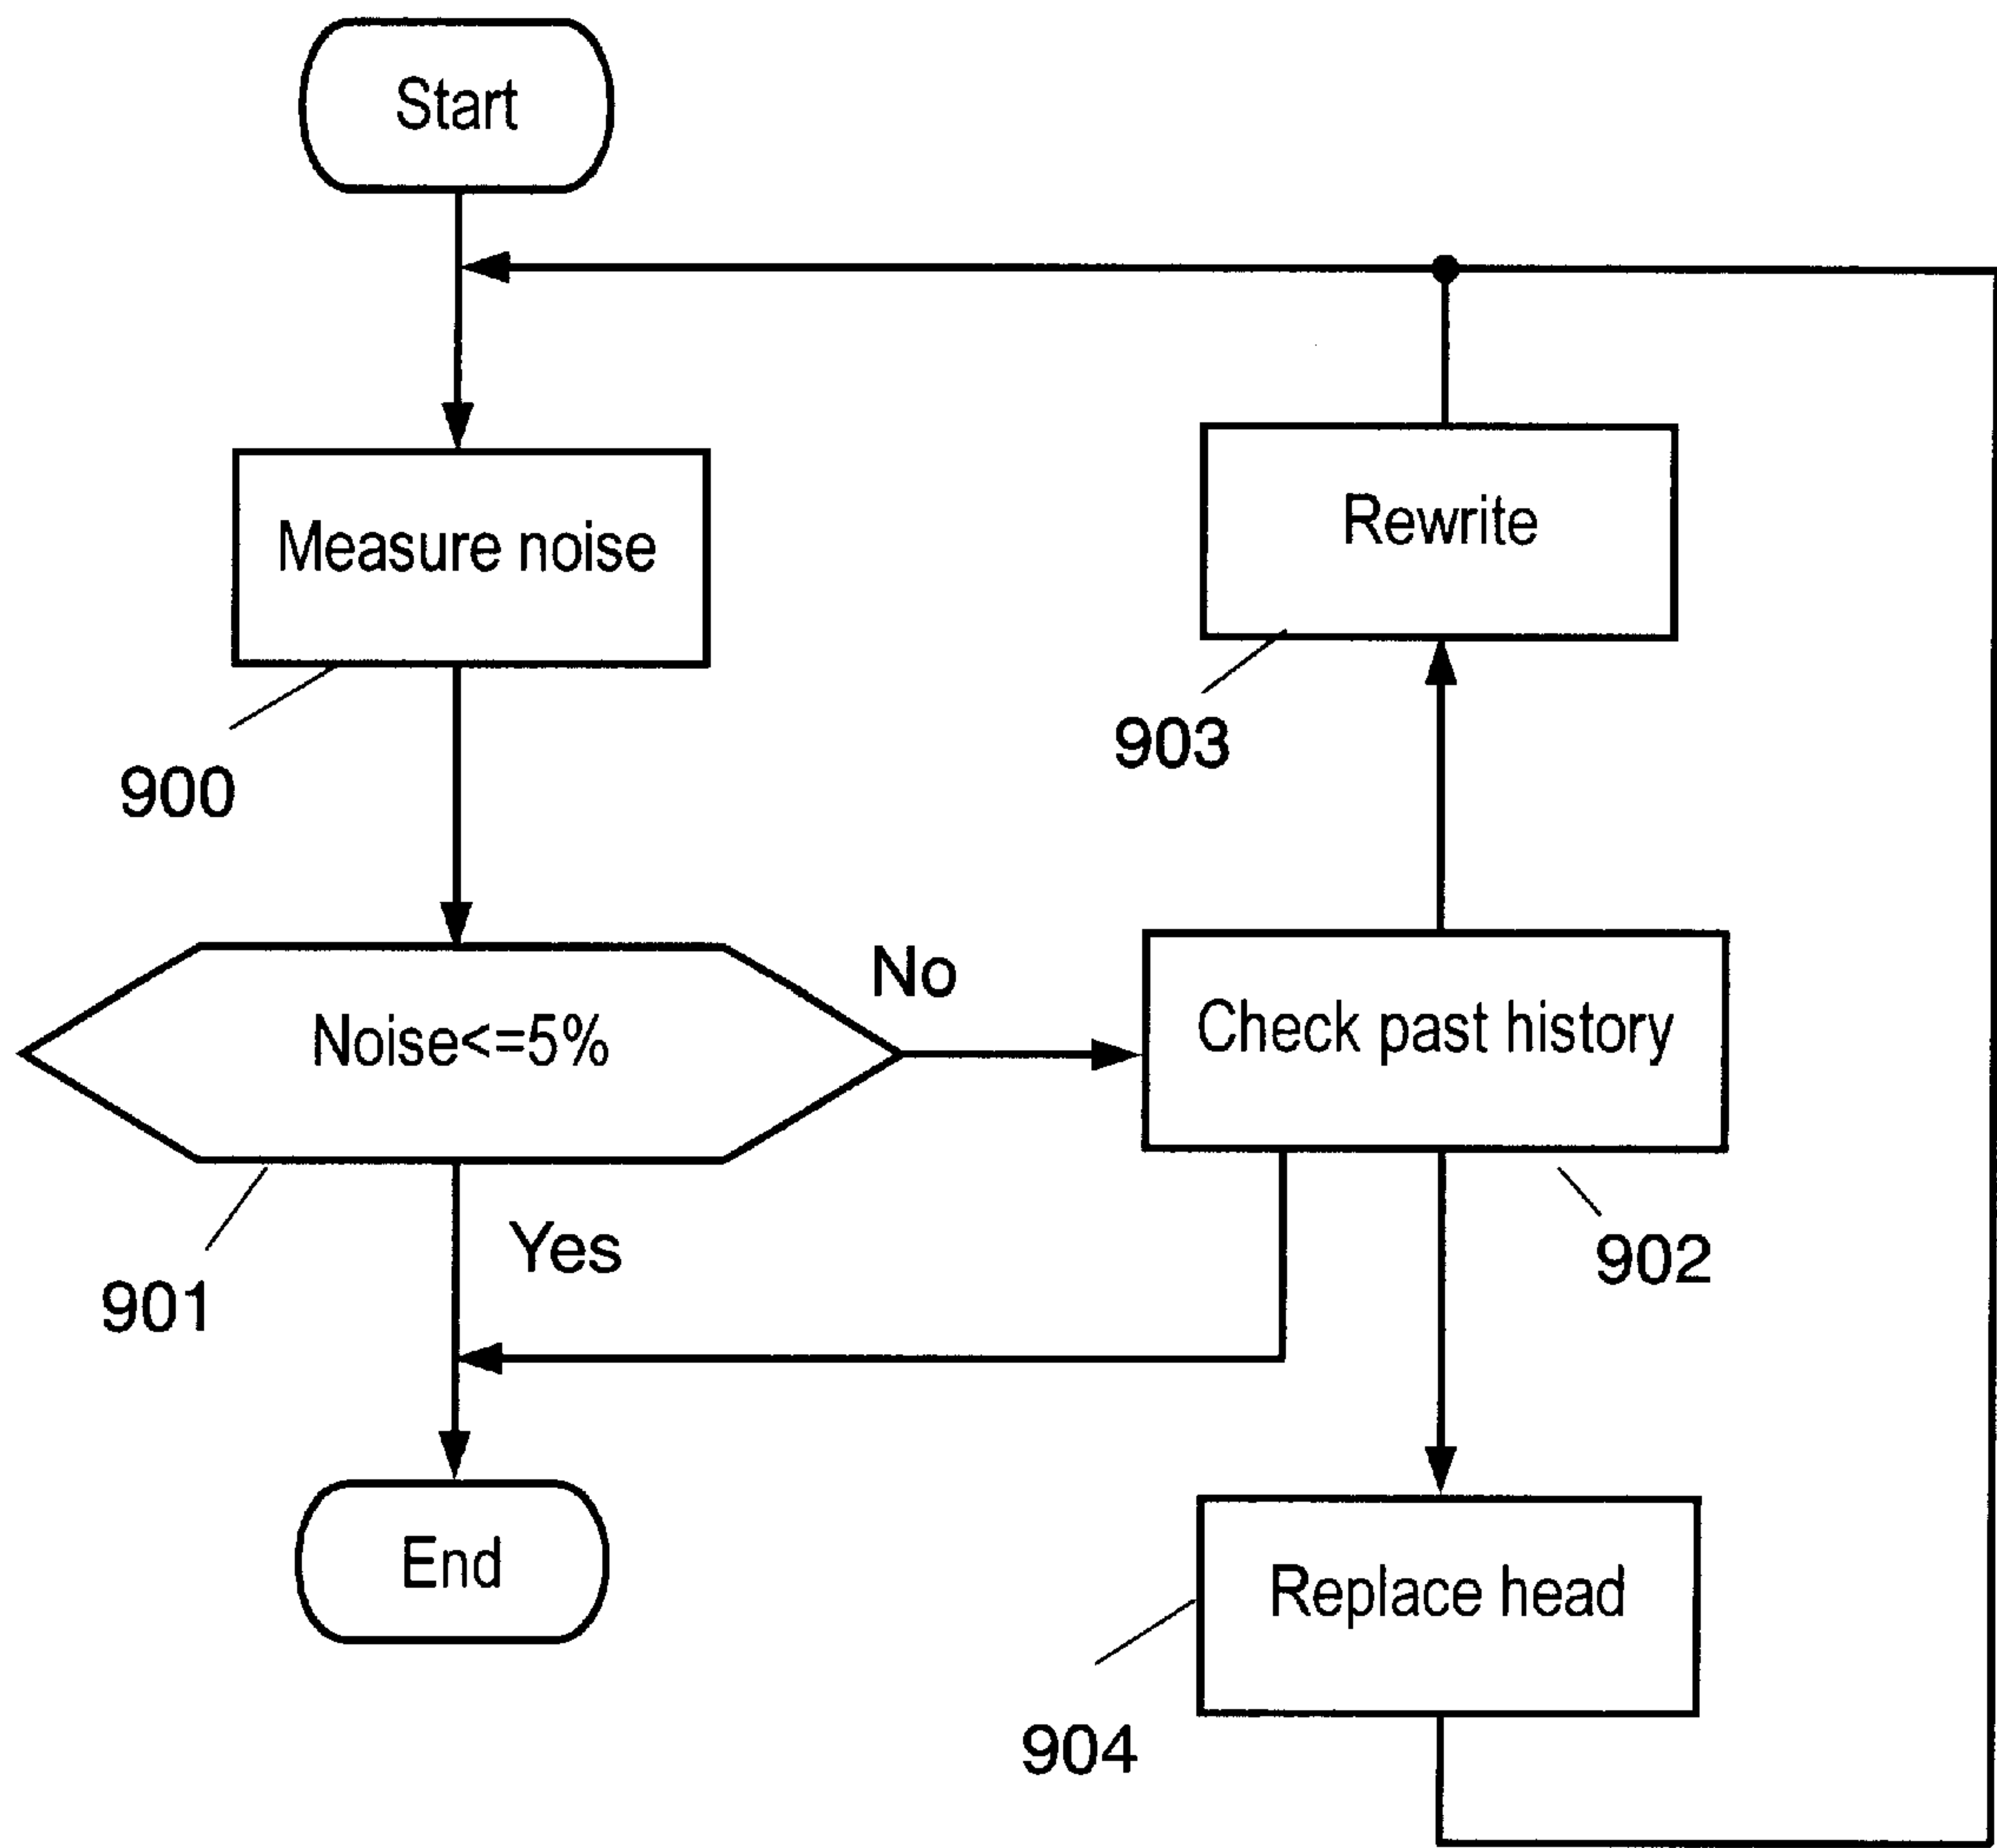 Start
Measure noise
900
Rewrite
903
Noise<=5%
No
Check past history
901
Yes
902
End
Replace head
904